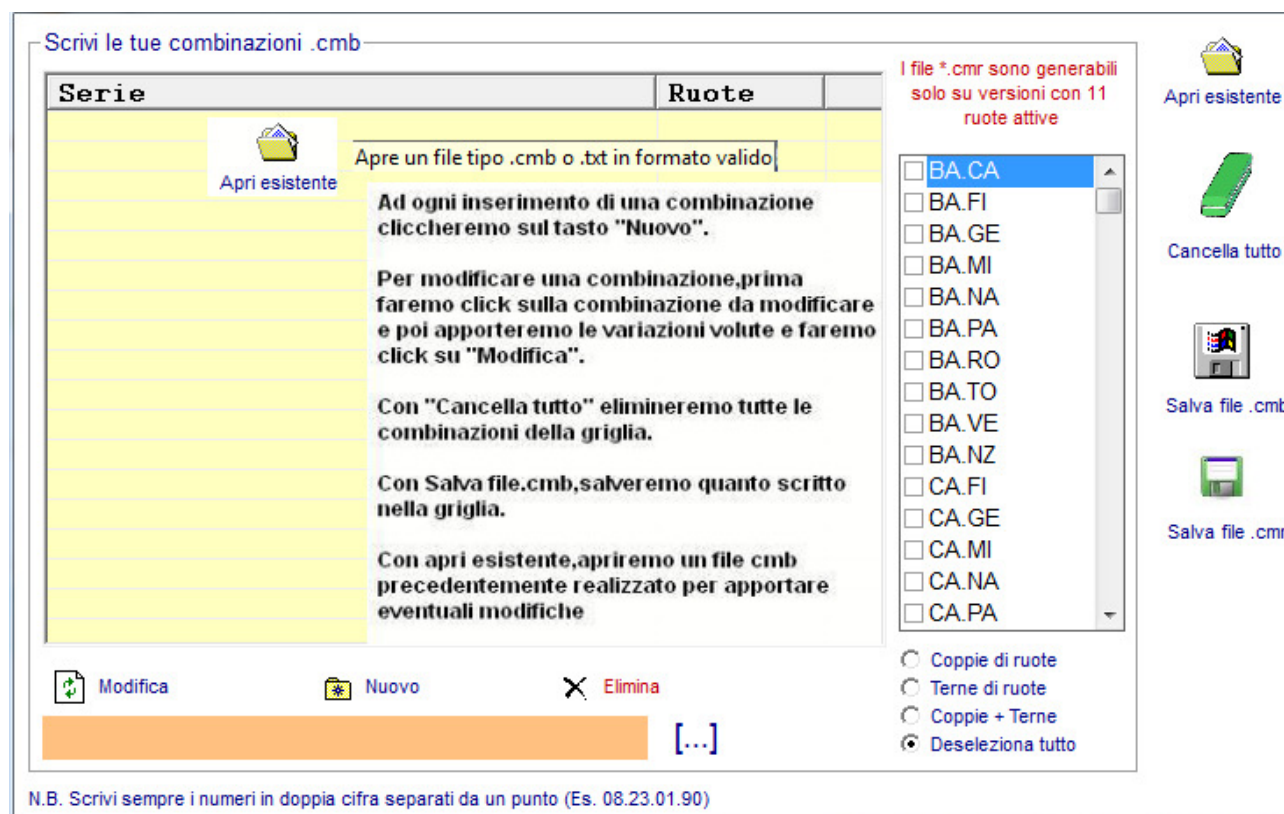 Scrivi le tue combinazioni .cmb
Serie Ruote
Apri esistente
Apre un file tipo .cmb o .txt in formato valido
Ad ogni inserimento di una combinazione
cliccheremo sul tasto "Nuovo".
Per modificare una combinazione,prima
faremo click sulla combinazione da modificare
e poi apporteremo le variazioni volute e faremo
click su "Modifica".
Con "Cancella tutto" elimineremo tutte le
combinazioni della griglia.
Con Salva file.cmb,salveremo quanto scritto
nella griglia.
Con apri esistente,apriremo un file cmb
precedentemente realizzato per apportare
eventuali modifiche
Modifica Nuovo Elimina
[...]
I file *.cmr sono generabili
solo su versioni con 11
ruote attive
BA.CA
BA.FI
BA.GE
BA.MI
BA.NA
BA.PA
BA.RO
BA.TO
BA.VE
BA.NZ
CA.FI
CA.GE
CA.MI
CA.NA
CA.PA
Coppie di ruote
Terne di ruote
Coppie + Terne
Deseleziona tutto
Apri esistente
Cancella tutto
Salva file .cmb
Salva file .cmr
N.B. Scrivi sempre i numeri in doppia cifra separati da un punto (Es. 08.23.01.90)